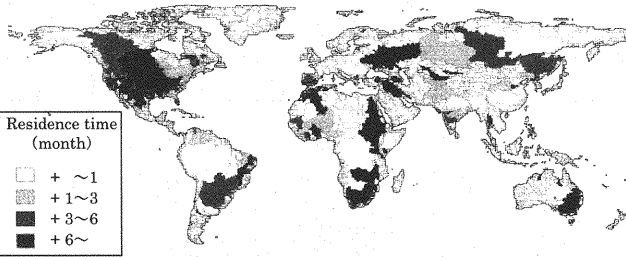 Residence time
(month)
+ ～1
+1～3
+3～6
+6～